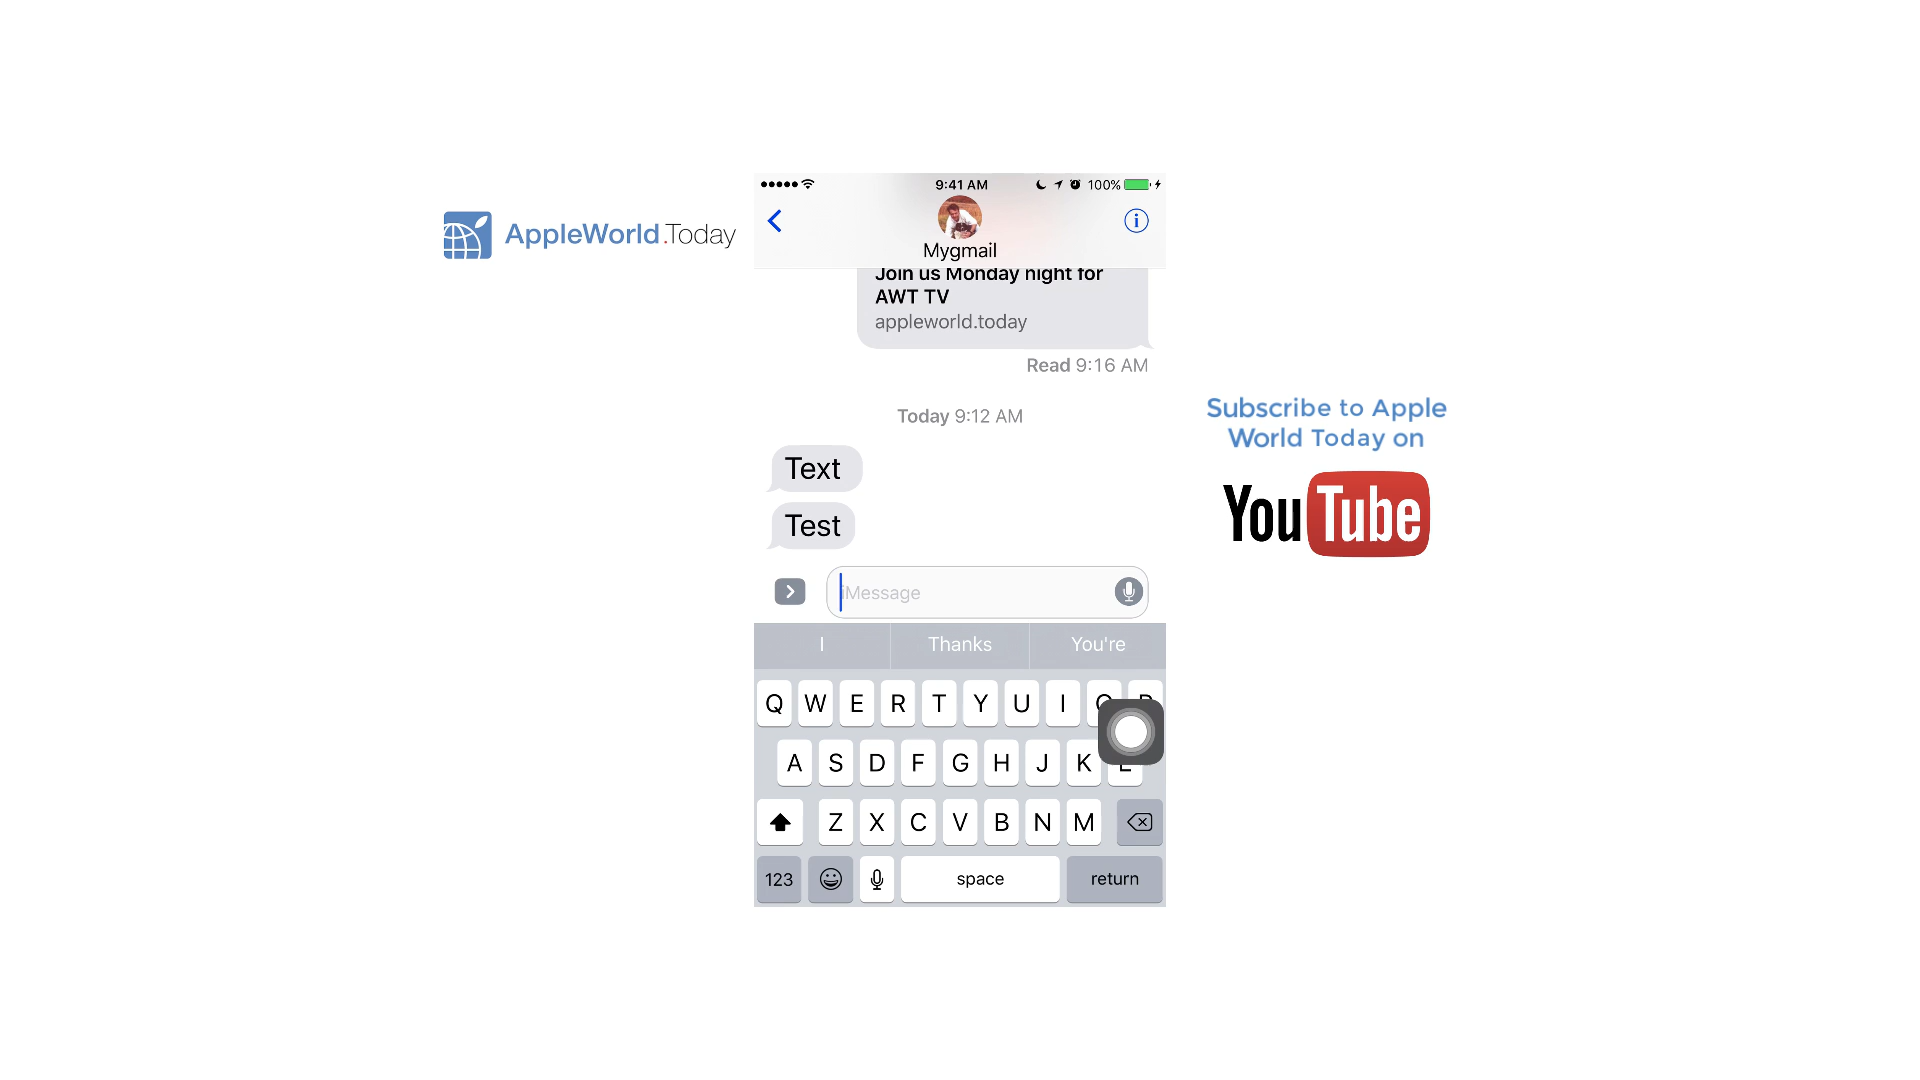 9:41 AM
100%
AppleWorld.Today
Mygmail
Join us Monday night for
AWT TV
appleworld.today
Read 9:16 AM
Today 9:12 AM
Text
Test
iMessage
Subscribe to Apple
World Today on
YouTube
I Thanks You're
Q W E R T Y U I
A S D F G H J K L
Z X C V B N M
123 space return